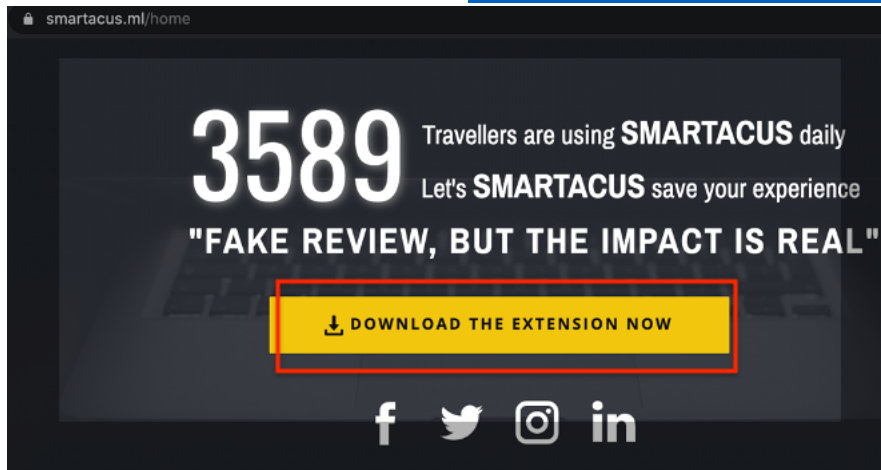 smartacus.ml/home
3589
Travellers are using SMARTACUS daily
Let's SMARTACUS save your experience
"FAKE REVIEW, BUT THE IMPACT IS REAL"
DOWNLOAD THE EXTENSION NOW